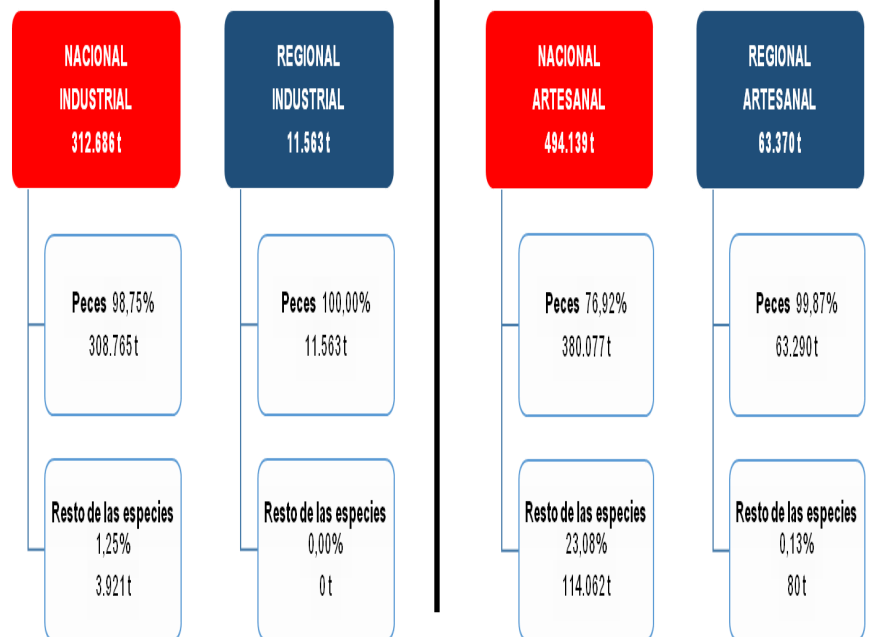 NACIONAL
INDUSTRIAL
312.686 t
Peces 98,75%
308.765 t
Resto de las especies
1,25%
3.921 t
REGIONAL
INDUSTRIAL
11.563 t
Peces 100,00%
11.563 t
Resto de las especies
0,00%
0 t
NACIONAL
ARTESANAL
494.139 t
Peces 76,92%
380.077 t
Resto de las especies
23,08%
114.062 t
REGIONAL
ARTESANAL
63.370 t
Peces 99,87%
63.290 t
Resto de las especies
0,13%
80 t